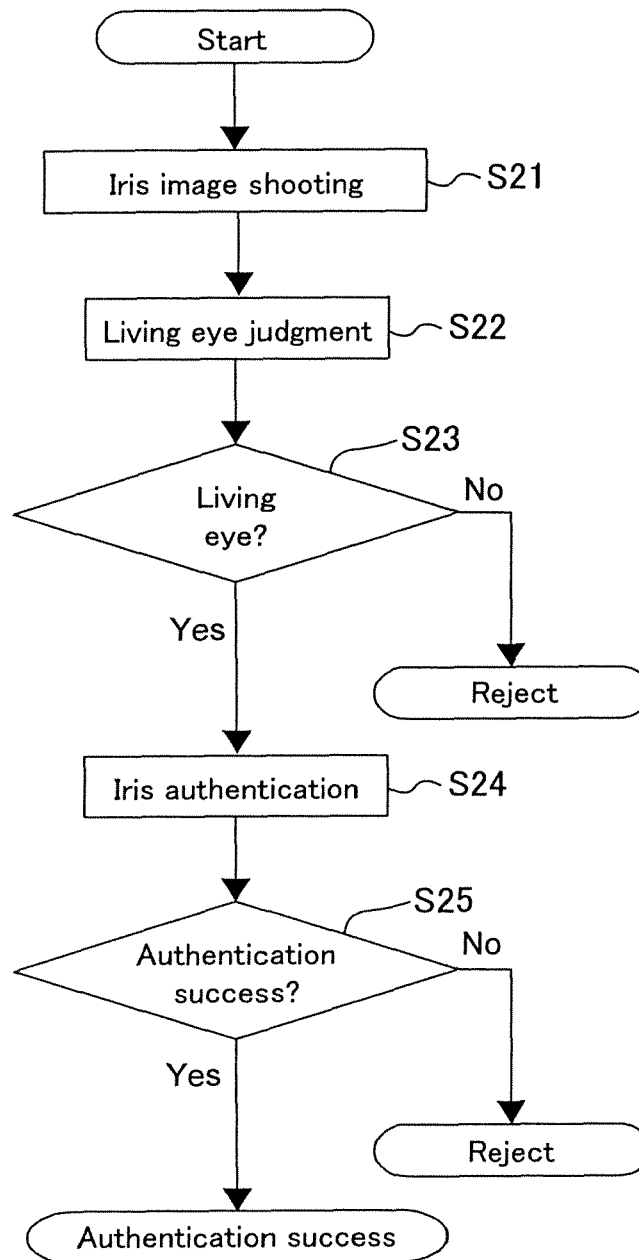 Start
Iris image shooting
S21
Living eye judgment
S22
S23
Living
eye?
No
Yes
Reject
Iris authentication
S24
S25
Authentication
success?
No
Yes
Reject
Authentication success